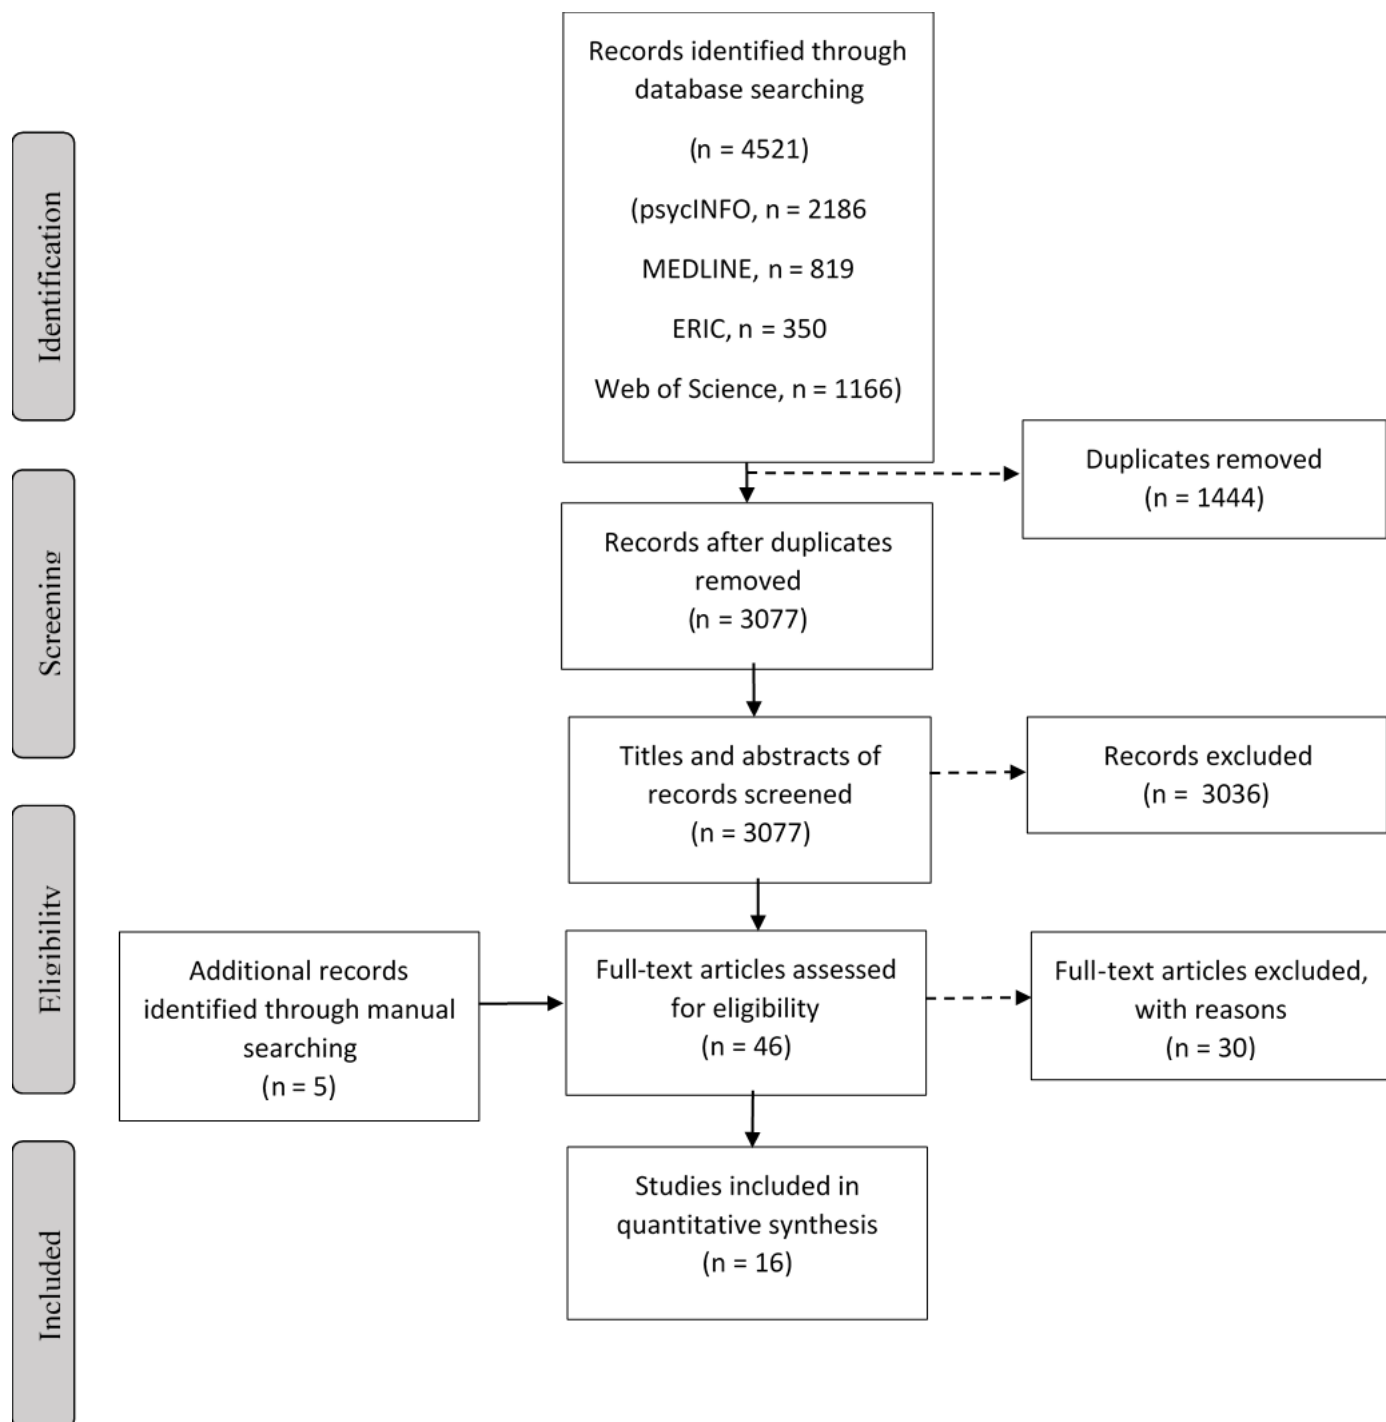 Identification
Screening
Eligibility
Included
Records identified through
database searching
(n = 4521)
(psycINFO, n = 2186
MEDLINE, n = 819
ERIC, n = 350
Web of Science, n = 1166)
Duplicates removed
(n = 1444)
Records after duplicates
removed
(n = 3077)
Titles and abstracts of
records screened
(n = 3077)
Records excluded
(n =  3036)
Additional records
identified through manual
searching
(n = 5)
Full-text articles assessed
for eligibility
(n = 46)
Full-text articles excluded,
with reasons
(n = 30)
Studies included in
quantitative synthesis
(n = 16)